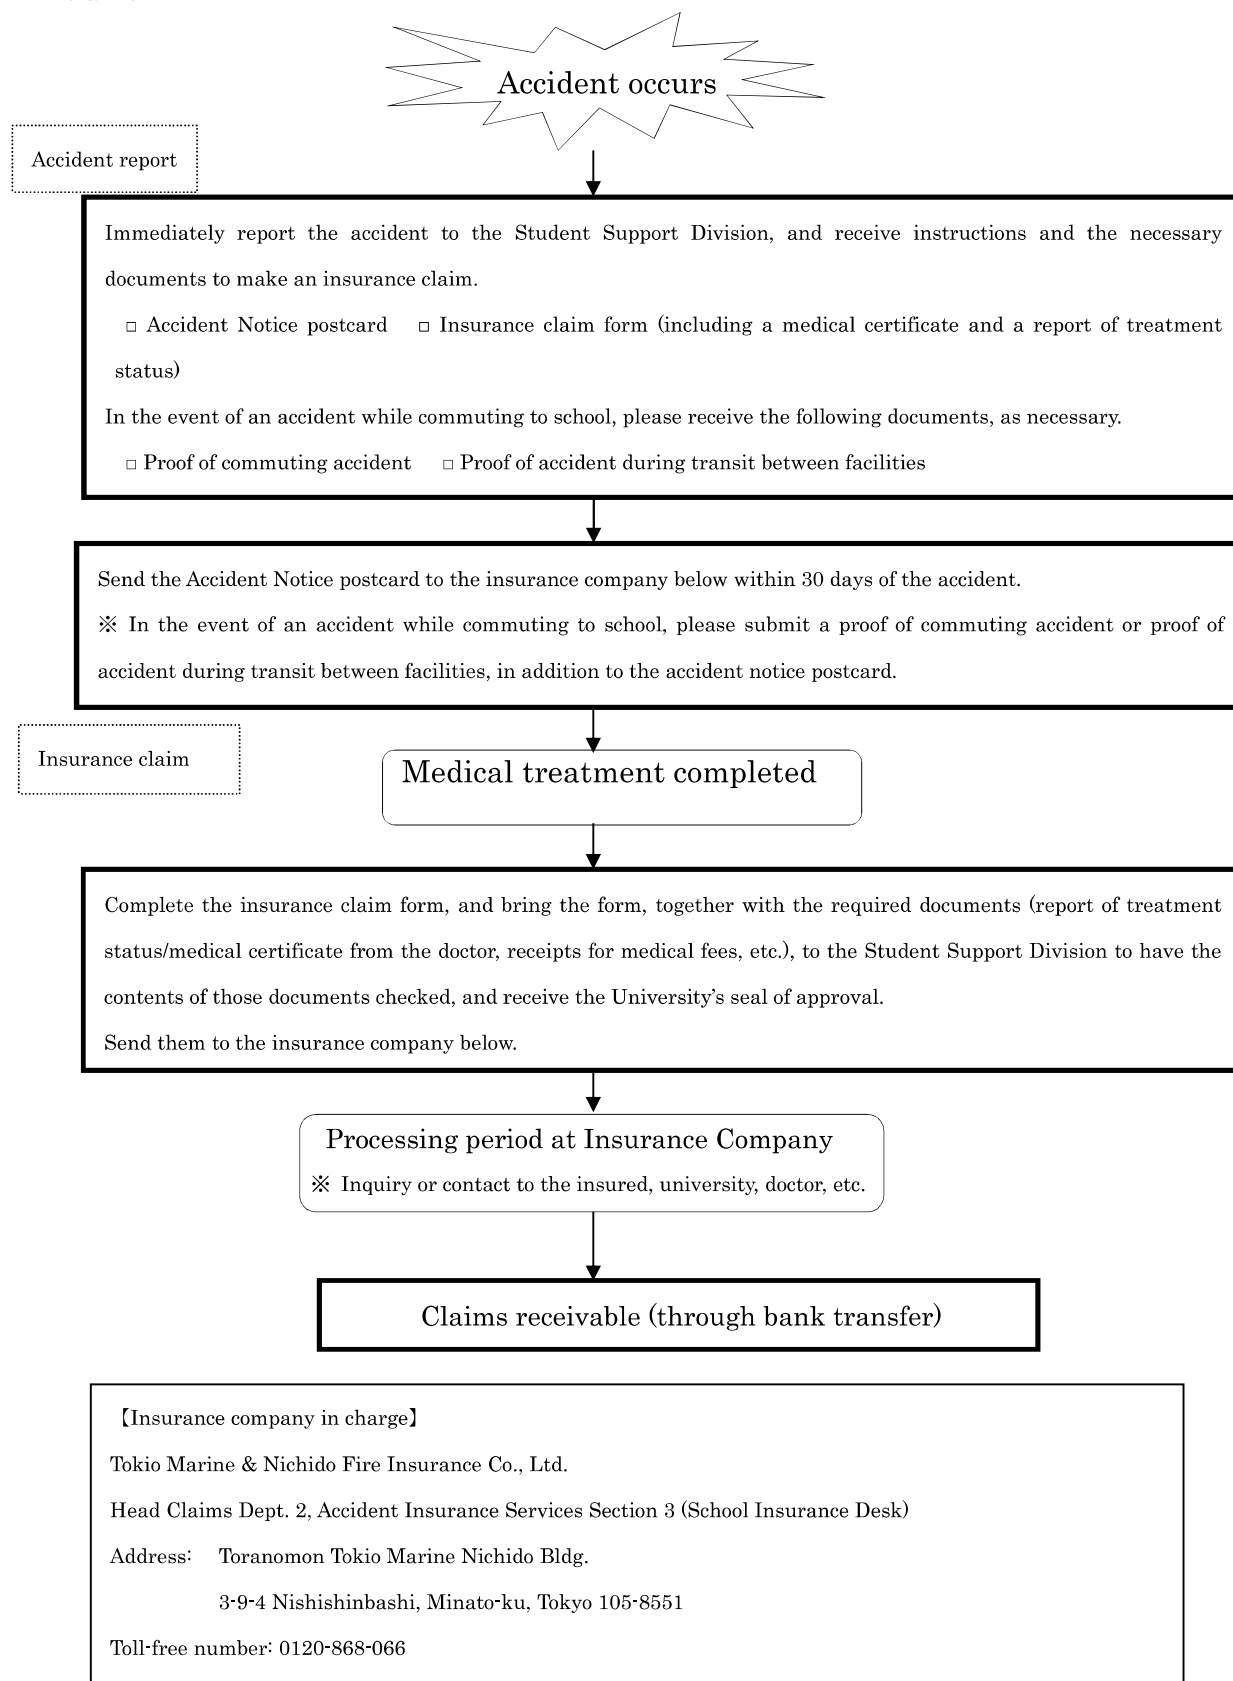 Accident occurs
Accident report
Immediately report the accident to the Student Support Division, and receive instructions and the necessary
documents to make an insurance claim.
□ Accident Notice postcard □ Insurance claim form (including a medical certificate and a report of treatment
status)
In the event of an accident while commuting to school, please receive the following documents, as necessary.
□ Proof of commuting accident □ Proof of accident during transit between facilities
Send the Accident Notice postcard to the insurance company below within 30 days of the accident.
※ In the event of an accident while commuting to school, please submit a proof of commuting accident or proof of
accident during transit between facilities, in addition to the accident notice postcard.
Insurance claim
Medical treatment completed
Complete the insurance claim form, and bring the form, together with the required documents (report of treatment
status/medical certificate from the doctor, receipts for medical fees, etc.), to the Student Support Division to have the
contents of those documents checked, and receive the University's seal of approval.
Send them to the insurance company below.
Processing period at Insurance Company
※ Inquiry or contact to the insured, university, doctor, etc.
Claims receivable (through bank transfer)
【Insurance company in charge】
Tokio Marine & Nichido Fire Insurance Co., Ltd.
Head Claims Dept. 2, Accident Insurance Services Section 3 (School Insurance Desk)
Address: Toranomon Tokio Marine Nichido Bldg.
3-9-4 Nishishinbashi, Minato-ku, Tokyo 105-8551
Toll-free number: 0120-868-066